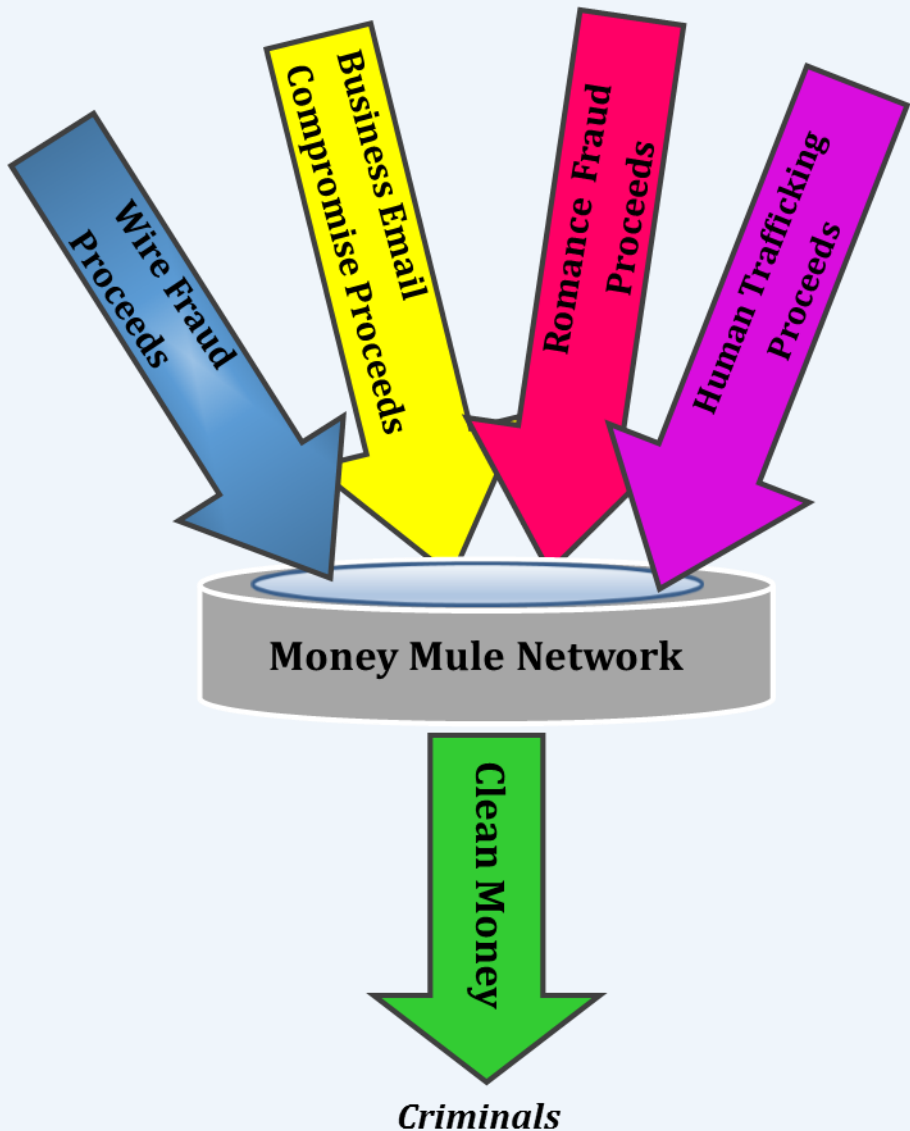 Wire Fraud
Proceeds
Business Email
Compromise Proceeds
Romance Fraud
Proceeds
Human Trafficking
Proceeds
Money Mule Network
Clean Money
Criminals